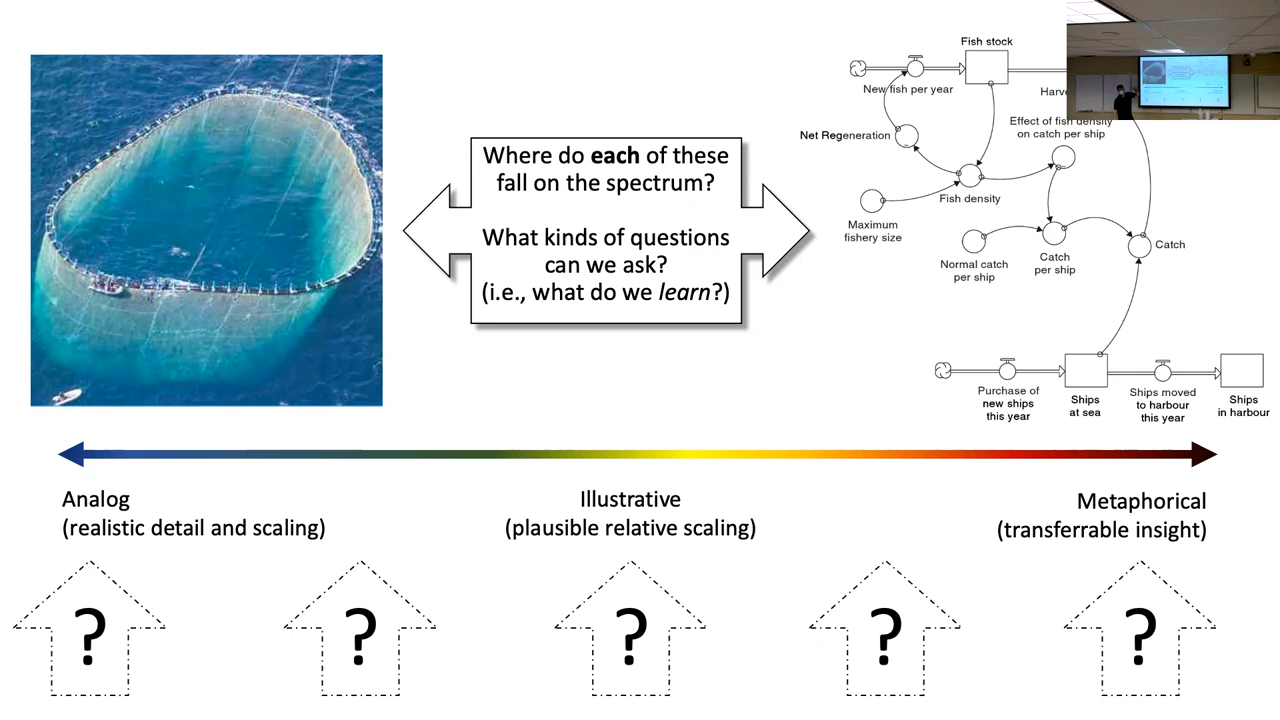 Where do each of these
fall on the spectrum?
What kinds of questions
can we ask?
(i.e., what do we learn?)
Fish stock
New fish per year
Net Regeneration
Effect of fish density
on catch per ship
Fish density
Maximum
fishery size
Normal catch
per ship
Catch
per ship
Catch
Purchase of
new ships
this year
Ships
at sea
Ships moved
to harbour
this year
Ships
in harbour
Analog
(realistic detail and scaling)
Illustrative
(plausible relative scaling)
Metaphorical
(transferrable insight)
?
?
?
?
?